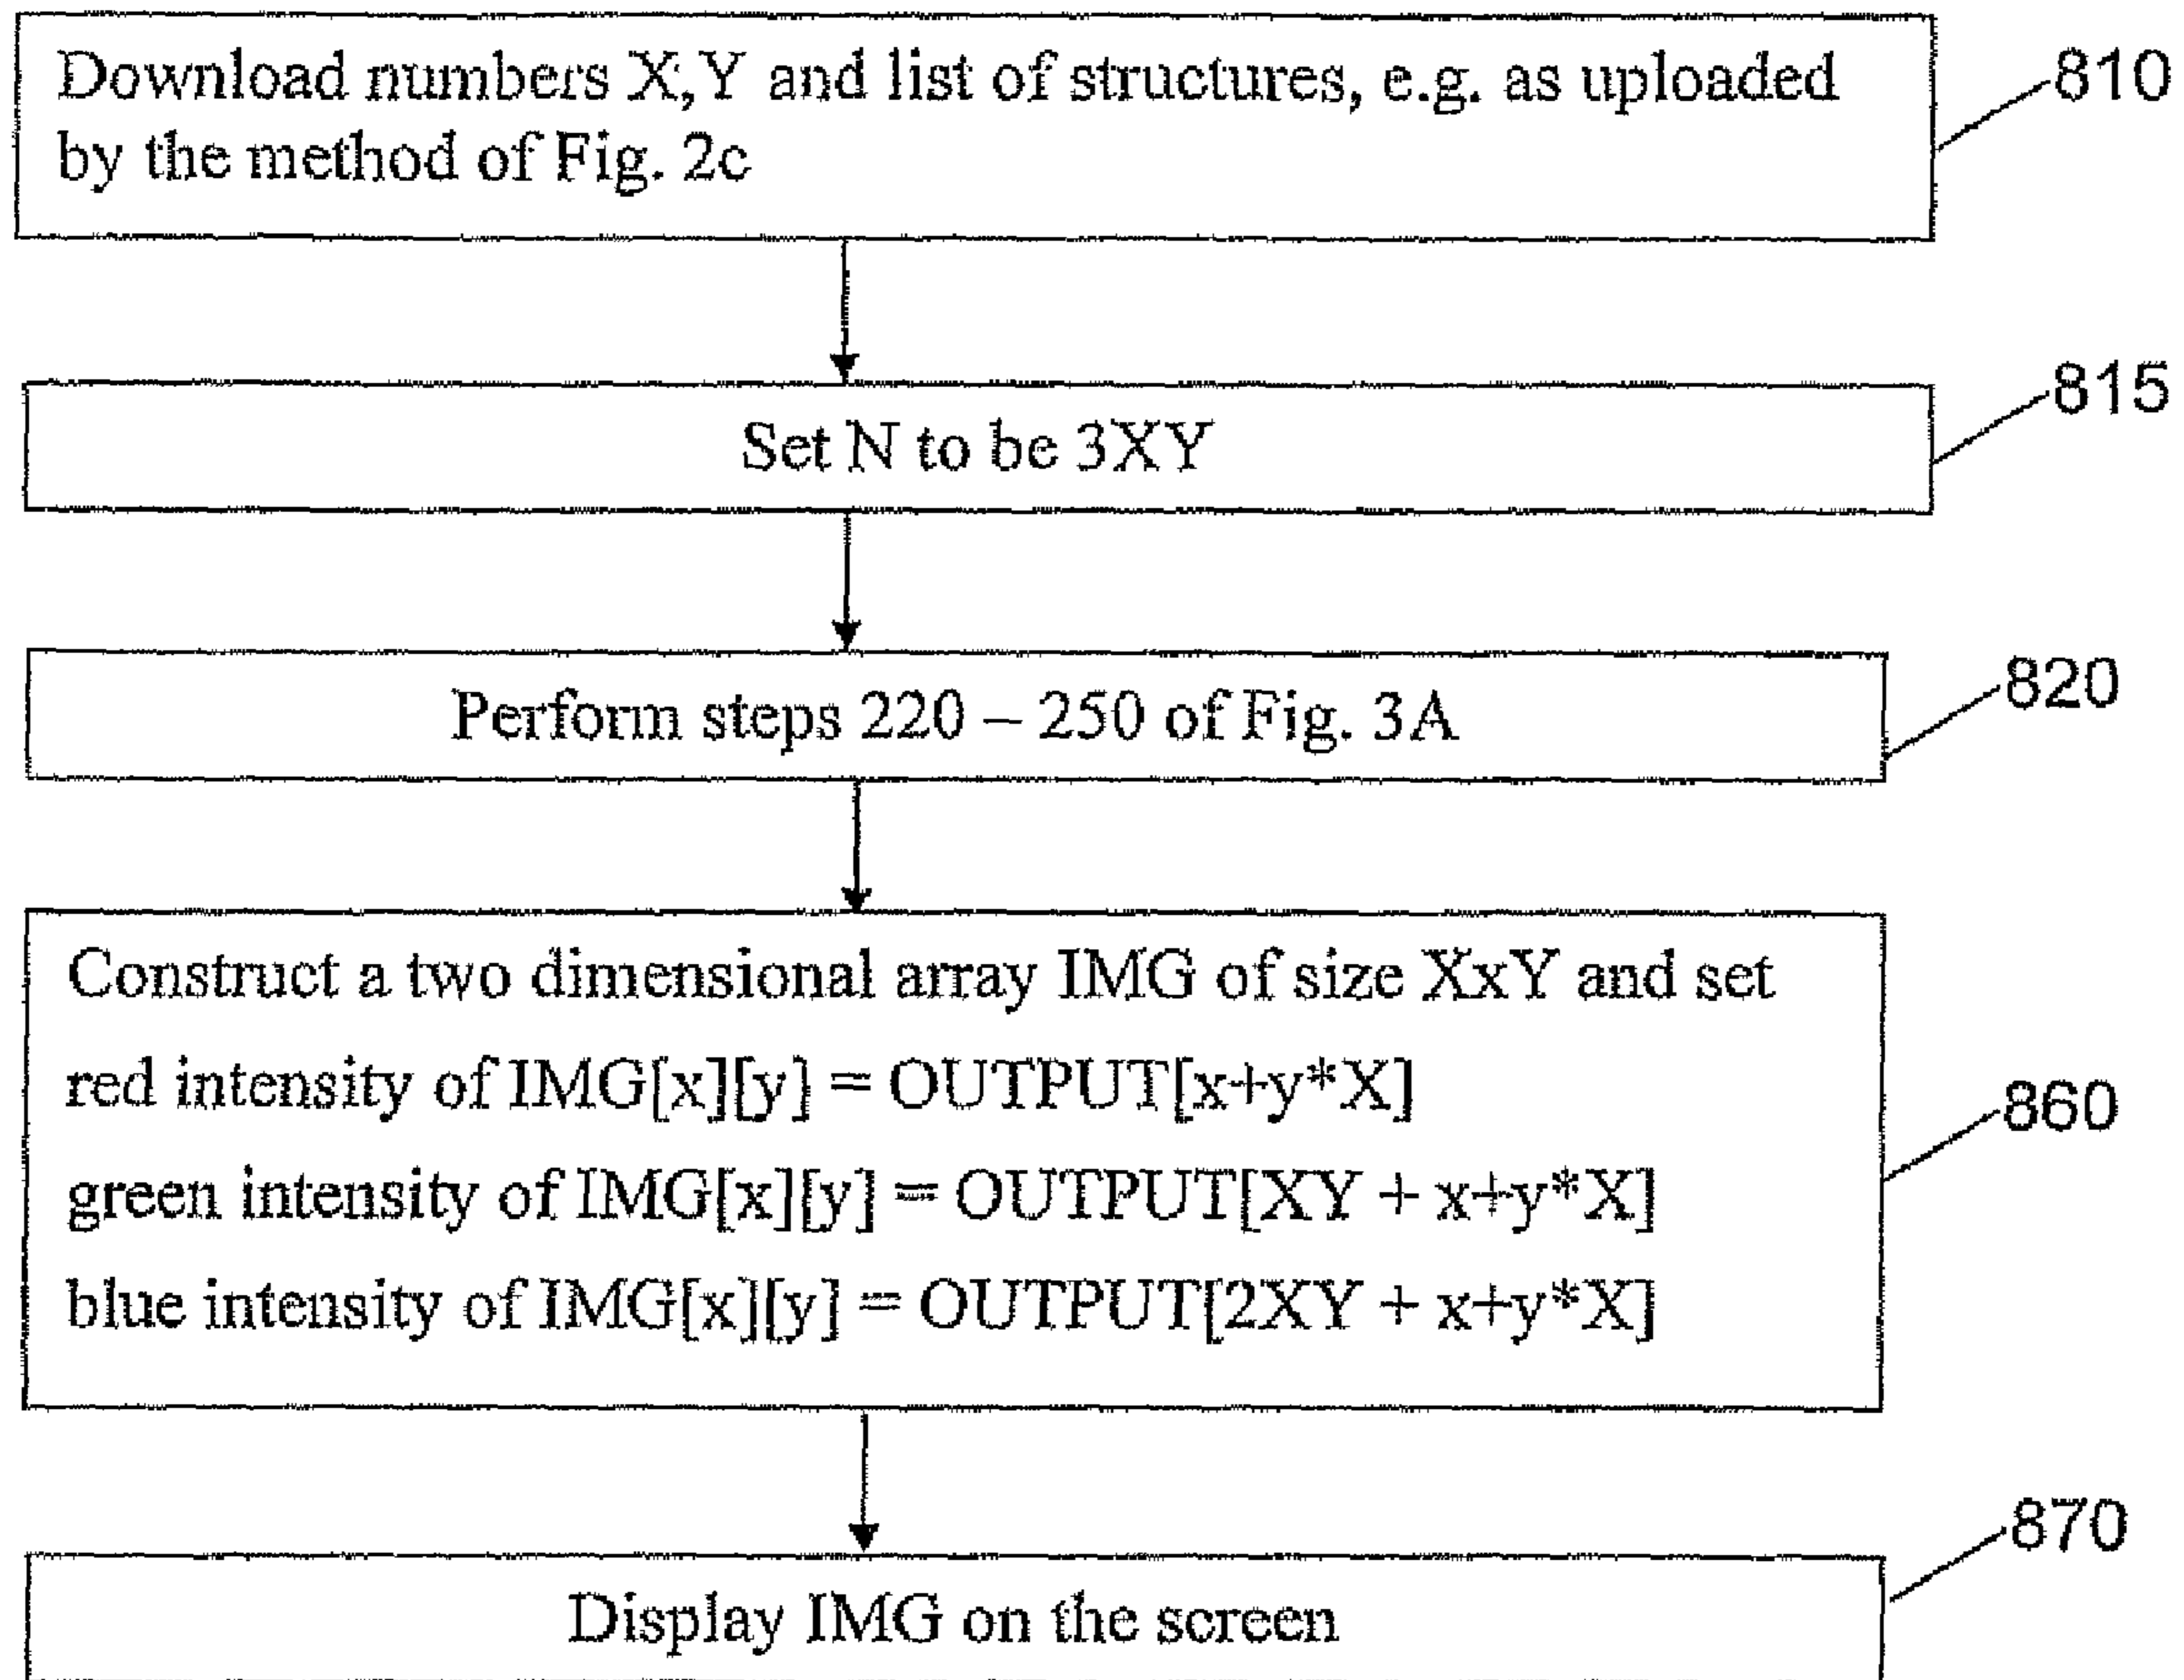 Download numbers X,Y and list of structures, e.g. as uploaded
by the method of Fig. 2c
810
Set N to be 3XY
815
Perform steps 220 – 250 of Fig. 3A
820
Construct a two dimensional array IMG of size XxY and set
red intensity of IMG[x][y] = OUTPUT[x+y*X]
green intensity of IMG[x][y] = OUTPUT[XY + x+y*X]
blue intensity of IMG[x][y] = OUTPUT[2XY + x+y*X]
860
Display IMG on the screen
870